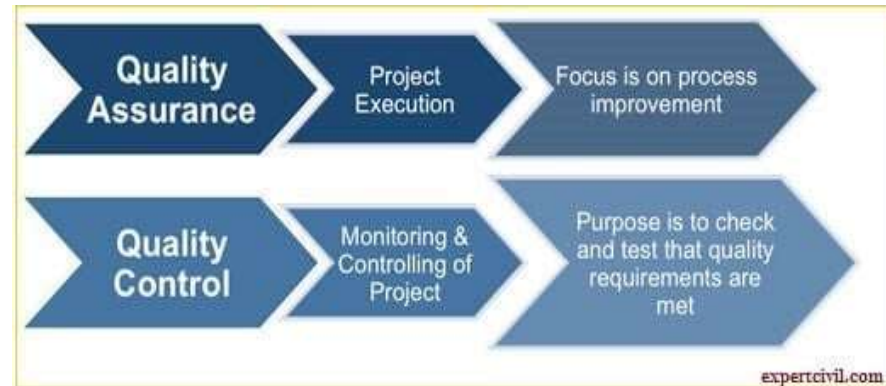 Quality
Assurance
Project
Execution
Focus is on process
improvement
Quality
Control
Monitoring &
Controlling of
Project
Purpose is to check
and test that quality
requirements are
met
expertcivil.com